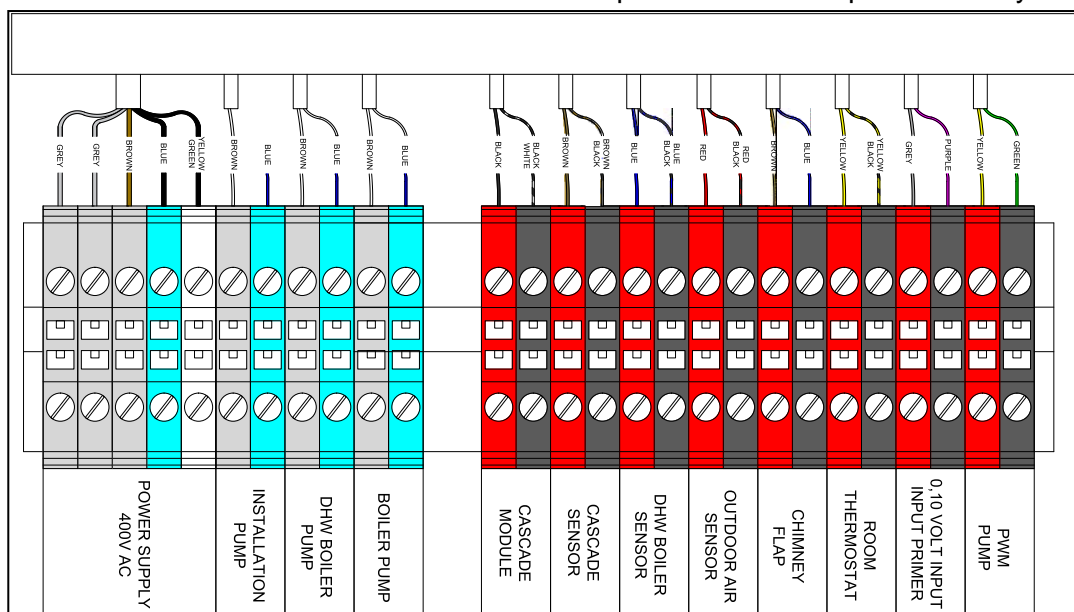 GREY
GREY
BROWN
BLUE
YELLOW
GREEN
BROWN
BLUE
BROWN
BLUE
BROWN
BLUE
BLACK
BLACK
WHITE
BROWN
BROWN
BLACK
BLUE
BLUE
BLACK
RED
RED
BLACK
BROWN
BLUE
YELLOW
YELLOW
BLACK
GREY
PURPLE
YELLOW
GREEN
POWER SUPPLY
400V AC
INSTALLATION
PUMP
DHW BOILER
PUMP
BOILER PUMP
CASCADE
MODULE
CASCADE
SENSOR
DHW BOILER
SENSOR
OUTDOOR AIR
SENSOR
CHIMNEY
FLAP
ROOM
THERMOSTAT
0,10 VOLT INPUT
INPUT PRIMER
PWM
PUMP